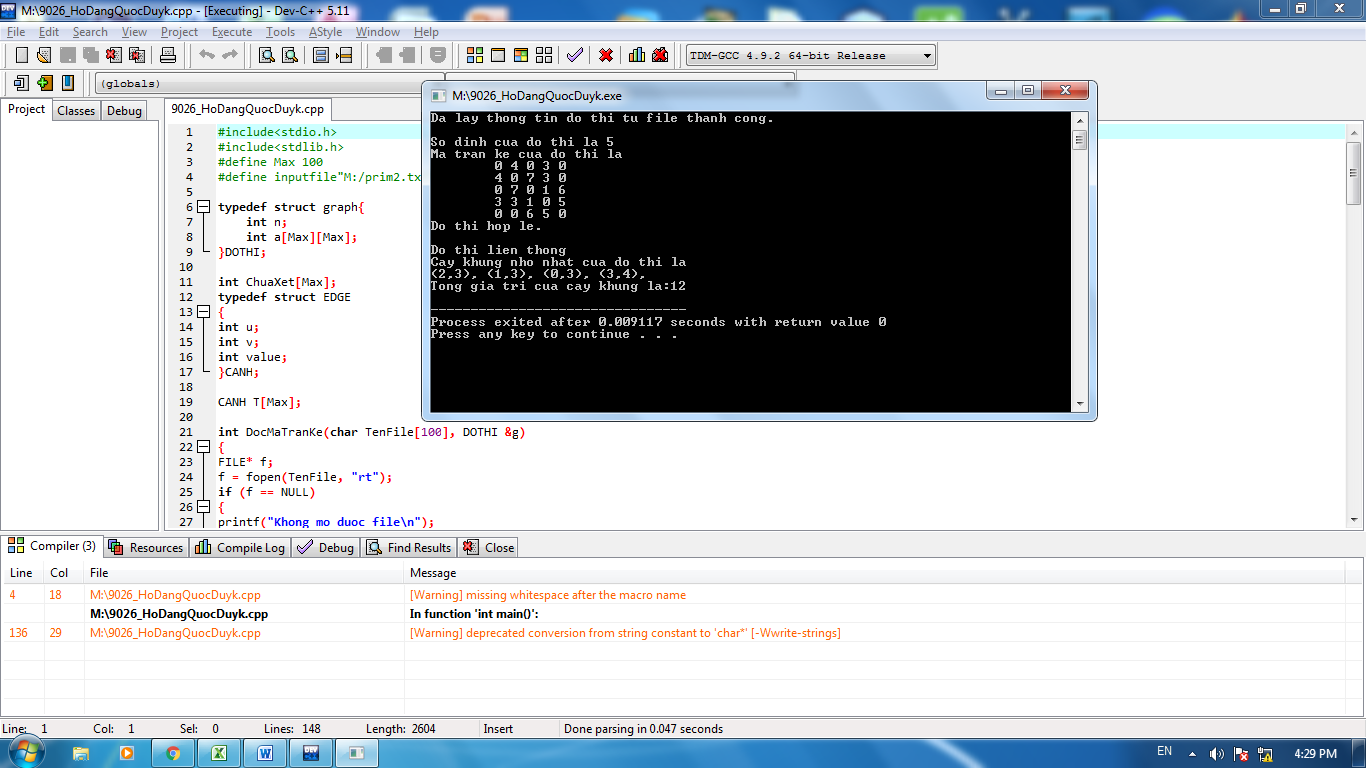 M:\9026_HoDangQuocDuyk.cpp - [Executing] - Dev-C++ 5.11
File Edit Search View Project Execute Tools AStyle Window Help
TDM-GCC 4.9.2 64-bit Release
(globals)
Project Classes Debug
9026_HoDangQuocDuyk.cpp
1 #include<stdio.h>
2 #include<stdlib.h>
3 #define Max 100
4 #define inputfile"M:/prim2.tx
5
6 typedef struct graph{
7 int n;
8 int a[Max][Max];
9 }DOTHI;
10
11 int ChuaXet[Max];
12 typedef struct EDGE
13 {
14 int u;
15 int v;
16 int value;
17 }CANH;
18
19 CANH T[Max];
20
21 int DocMaTranKe(char TenFile[100], DOTHI &g)
22 {
23 FILE* f;
24 f = fopen(TenFile, "rt");
25 if (f == NULL)
26 {
27 printf("Khong mo duoc file\n");
M:\9026_HoDangQuocDuyk.exe
Da lay thong tin do thi tu file thanh cong.
So dinh cua do thi la 5
Ma tran ke cua do thi la
0 4 0 3 0
4 0 7 3 0
0 7 0 1 6
3 3 1 0 5
0 0 6 5 0
Do thi hop le.
Do thi lien thong
Cay khung nho nhat cua do thi la
(2,3), (1,3), (0,3), (3,4),
Tong gia tri cua cay khung la:12
--------------------------------
Process exited after 0.009117 seconds with return value 0
Press any key to continue . . .
Compiler (3) Resources Compile Log Debug Find Results Close
Line Col File Message
4 18 M:\9026_HoDangQuocDuyk.cpp [Warning] missing whitespace after the macro name
M:\9026_HoDangQuocDuyk.cpp In function 'int main()':
136 29 M:\9026_HoDangQuocDuyk.cpp [Warning] deprecated conversion from string constant to 'char*' [-Wwrite-strings]
Line: 1 Col: 1 Sel: 0 Lines: 148 Length: 2604 Insert Done parsing in 0.047 seconds
EN 4:29 PM